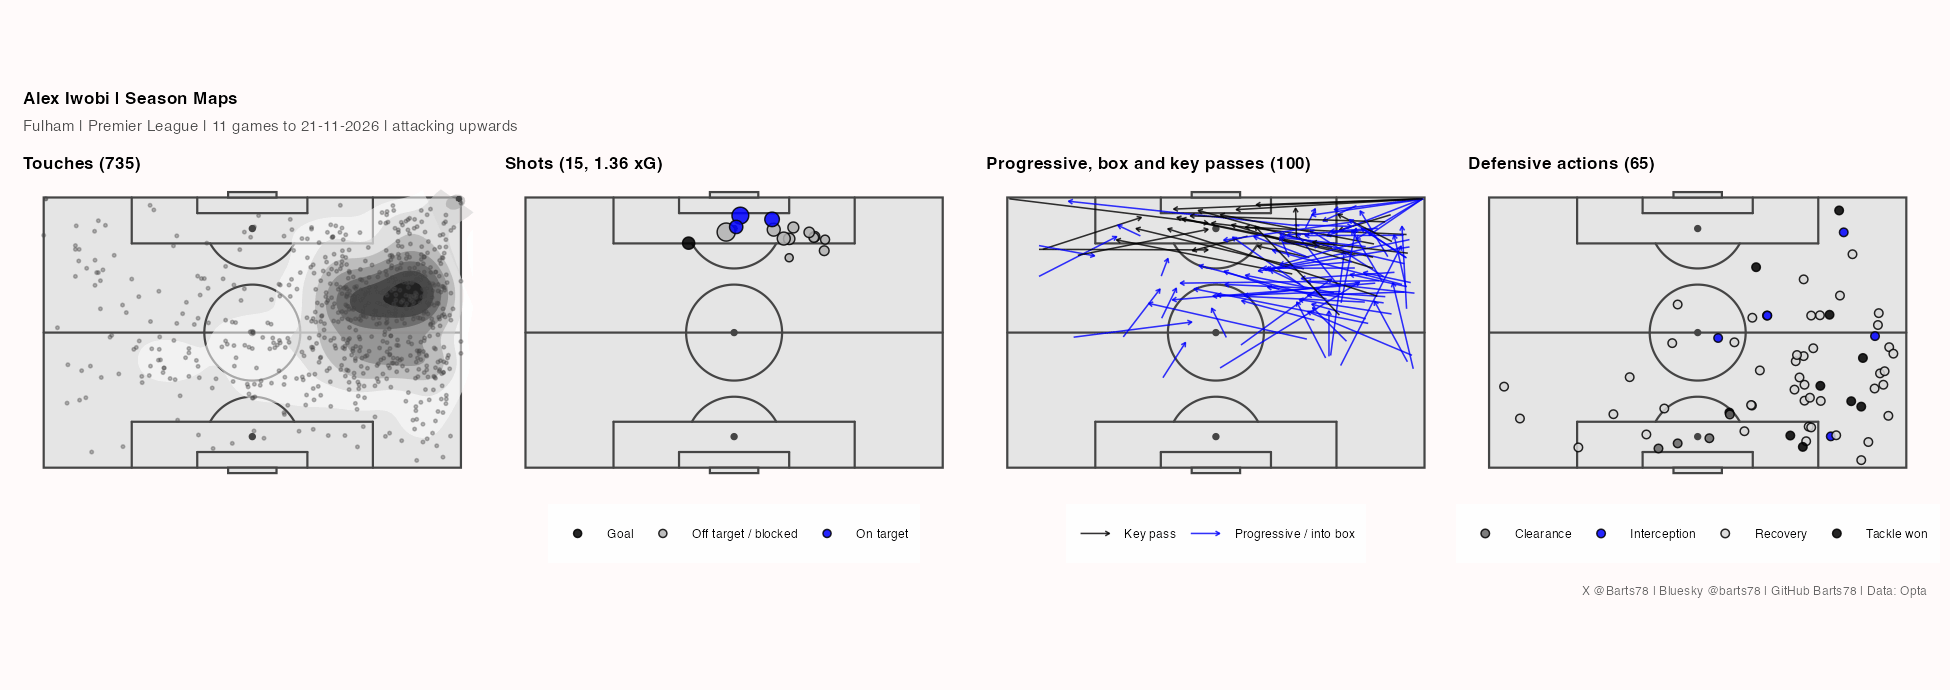 Alex Iwobi | Season Maps
Fulham | Premier League | 11 games to 21-11-2026 | attacking upwards
Touches (735)
Shots (15, 1.36 xG)
Progressive, box and key passes (100)
Defensive actions (65)
Goal
Off target / blocked
On target
Key pass
Progressive / into box
Clearance
Interception
Recovery
Tackle won
X @Barts78 | Bluesky @barts78 | GitHub Barts78 | Data: Opta